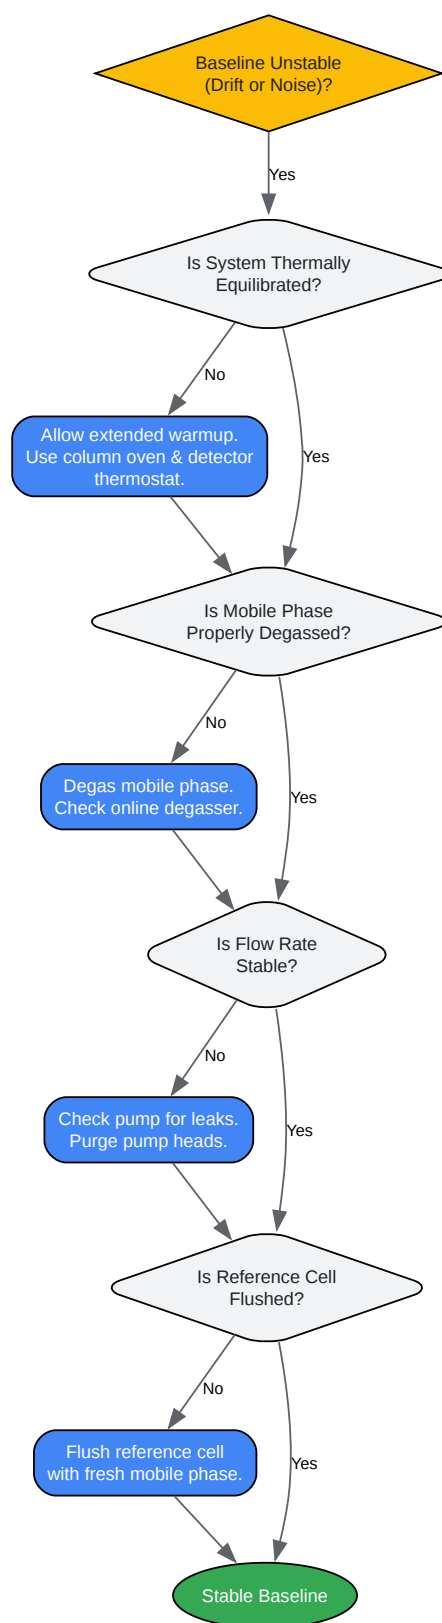 Baseline Unstable
(Drift or Noise)?
Yes
Is System Thermally
Equilibrated?
No
Allow extended warmup.
Use column oven & detector
thermostat.
Yes
Is Mobile Phase
Properly Degassed?
No
Degas mobile phase.
Check online degasser.
Yes
Is Flow Rate
Stable?
No
Check pump for leaks.
Purge pump heads.
Yes
Is Reference Cell
Flushed?
No
Flush reference cell
with fresh mobile phase.
Yes
Stable Baseline